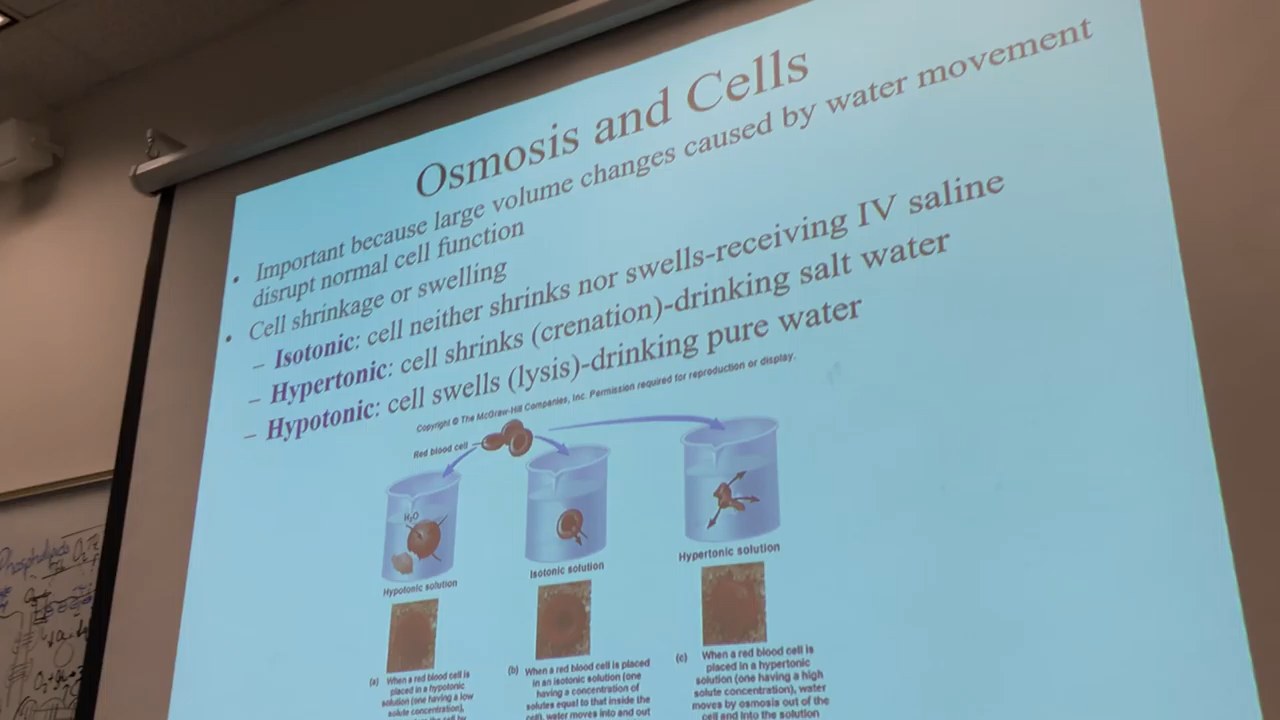 Osmosis and Cells
• Important because large volume changes caused by water movement
disrupt normal cell function
• Cell shrinkage or swelling
– Isotonic: cell neither shrinks nor swells-receiving IV saline
– Hypertonic: cell shrinks (crenation)-drinking salt water
– Hypotonic: cell swells (lysis)-drinking pure water
Copyright © The McGraw-Hill Companies, Inc. Permission required for reproduction or display.
Red blood cell
H₂O
Hypotonic solution
Isotonic solution
Hypertonic solution
(a) When a red blood cell is
placed in a hypotonic
solution (one having a low
solute concentration),
(b) When a red blood cell is placed
in an isotonic solution (one
having a concentration of
solutes equal to that inside the
cell), water moves into and out
(c) When a red blood cell is
placed in a hypertonic
solution (one having a high
solute concentration), water
moves by osmosis out of the
cell and into the solution
Phospholipids